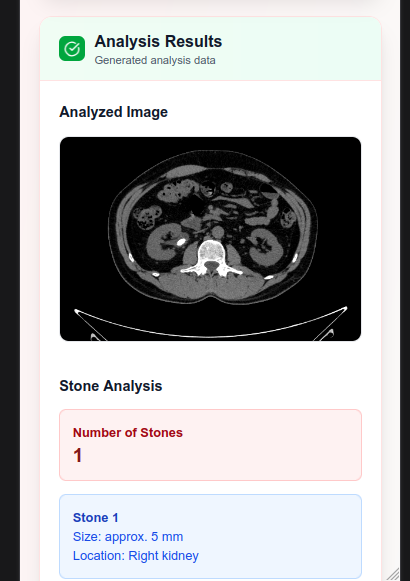 Analysis Results
Generated analysis data
Analyzed Image
Stone Analysis
Number of Stones
1
Stone 1
Size: approx. 5 mm
Location: Right kidney